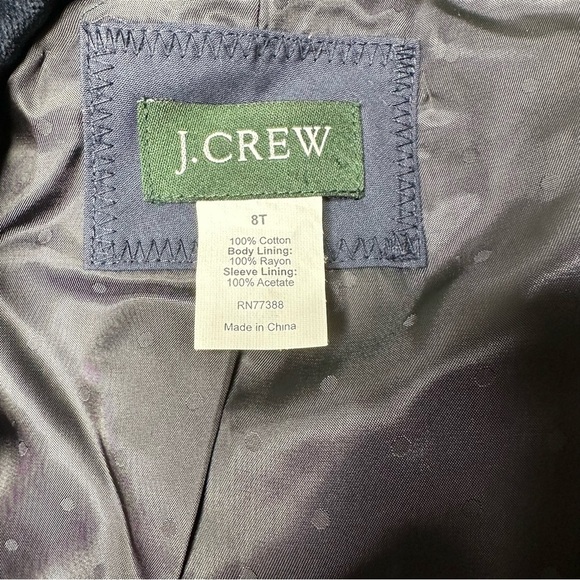 J.CREW
8T
100% Cotton
Body Lining:
100% Rayon
Sleeve Lining:
100% Acetate
RN77388
Made in China